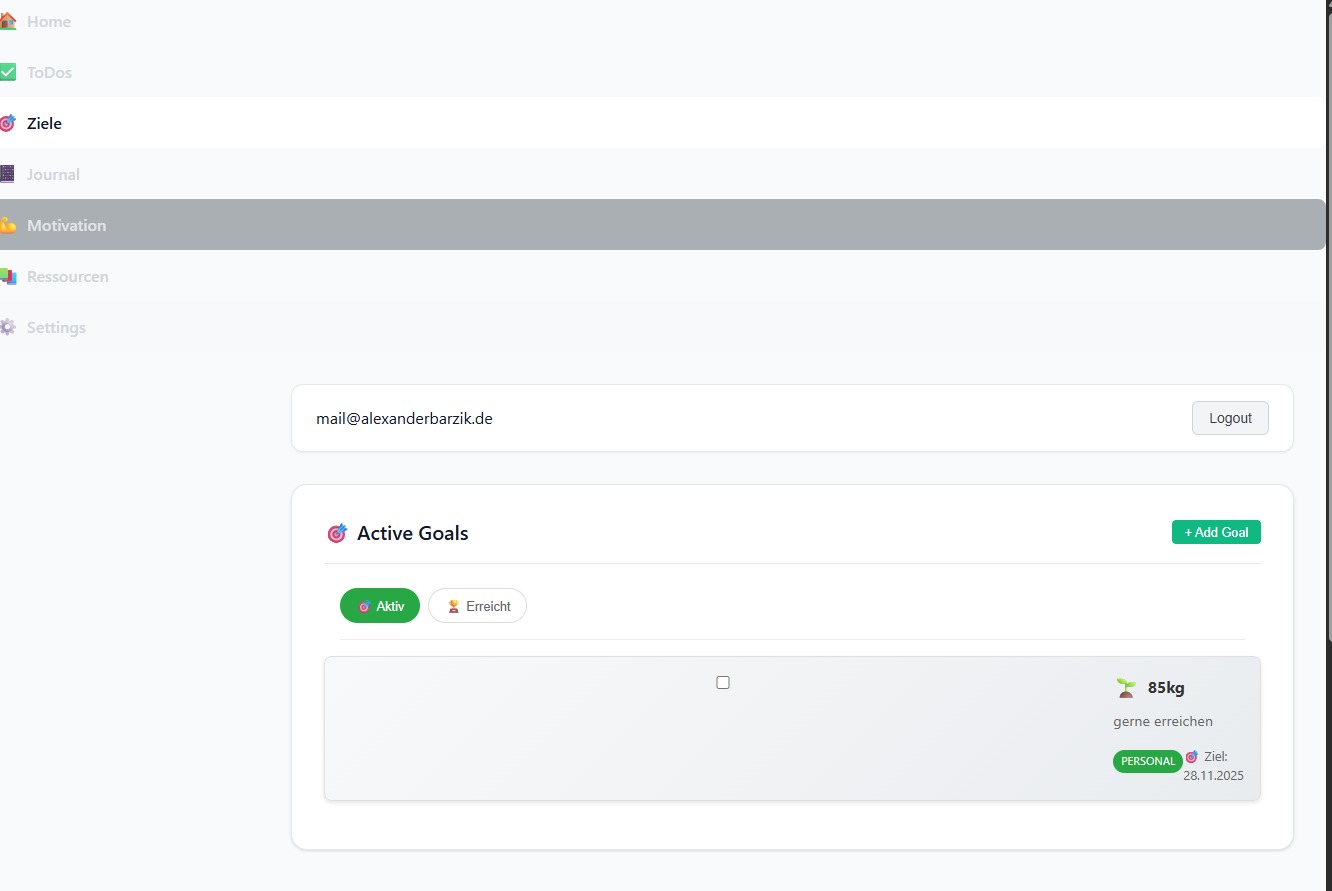 Home
ToDos
Ziele
Journal
Motivation
Ressourcen
Settings
mail@alexanderbarzik.de
Logout
Active Goals
+ Add Goal
Aktiv
Erreicht
85kg
gerne erreichen
PERSONAL
Ziel:
28.11.2025